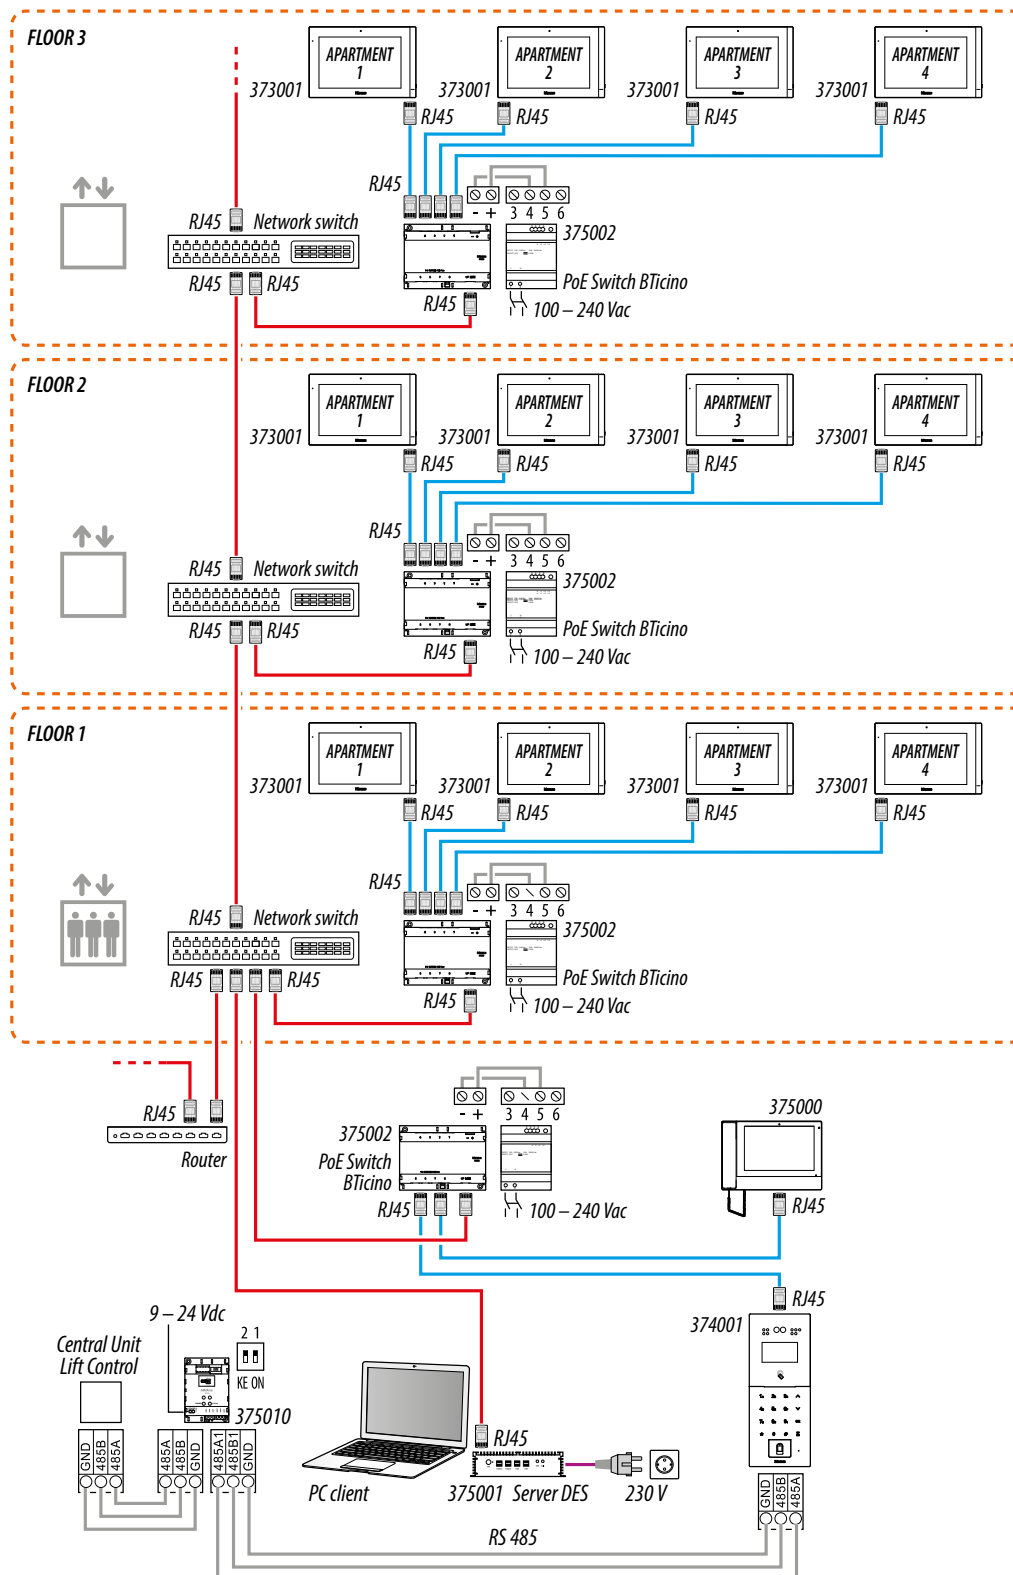 FLOOR 3
APARTMENT 1
APARTMENT 2
APARTMENT 3
APARTMENT 4
373001
373001
373001
373001
RJ45
RJ45
RJ45
RJ45
RJ45
- + 3 4 5 6
RJ45 Network switch
375002
RJ45 RJ45
PoE Switch BTicino
RJ45
100 – 240 Vac
FLOOR 2
APARTMENT 1
APARTMENT 2
APARTMENT 3
APARTMENT 4
373001
373001
373001
373001
RJ45
RJ45
RJ45
RJ45
RJ45
- + 3 4 5 6
RJ45 Network switch
375002
RJ45 RJ45
PoE Switch BTicino
RJ45
100 – 240 Vac
FLOOR 1
APARTMENT 1
APARTMENT 2
APARTMENT 3
APARTMENT 4
373001
373001
373001
373001
RJ45
RJ45
RJ45
RJ45
RJ45
- + 3 4 5 6
RJ45 Network switch
375002
RJ45 RJ45
PoE Switch BTicino
RJ45
100 – 240 Vac
RJ45
Router
- + 3 4 5 6
375002
PoE Switch
BTicino
RJ45
100 – 240 Vac
375000
RJ45
RJ45
374001
9 – 24 Vdc
2 1
KE ON
Central Unit
Lift Control
375010
GND 485B 485A
485A 485B GND
485A1 485B1 GND
PC client
RJ45
375001 Server DES
230 V
GND 485B 485A
RS 485